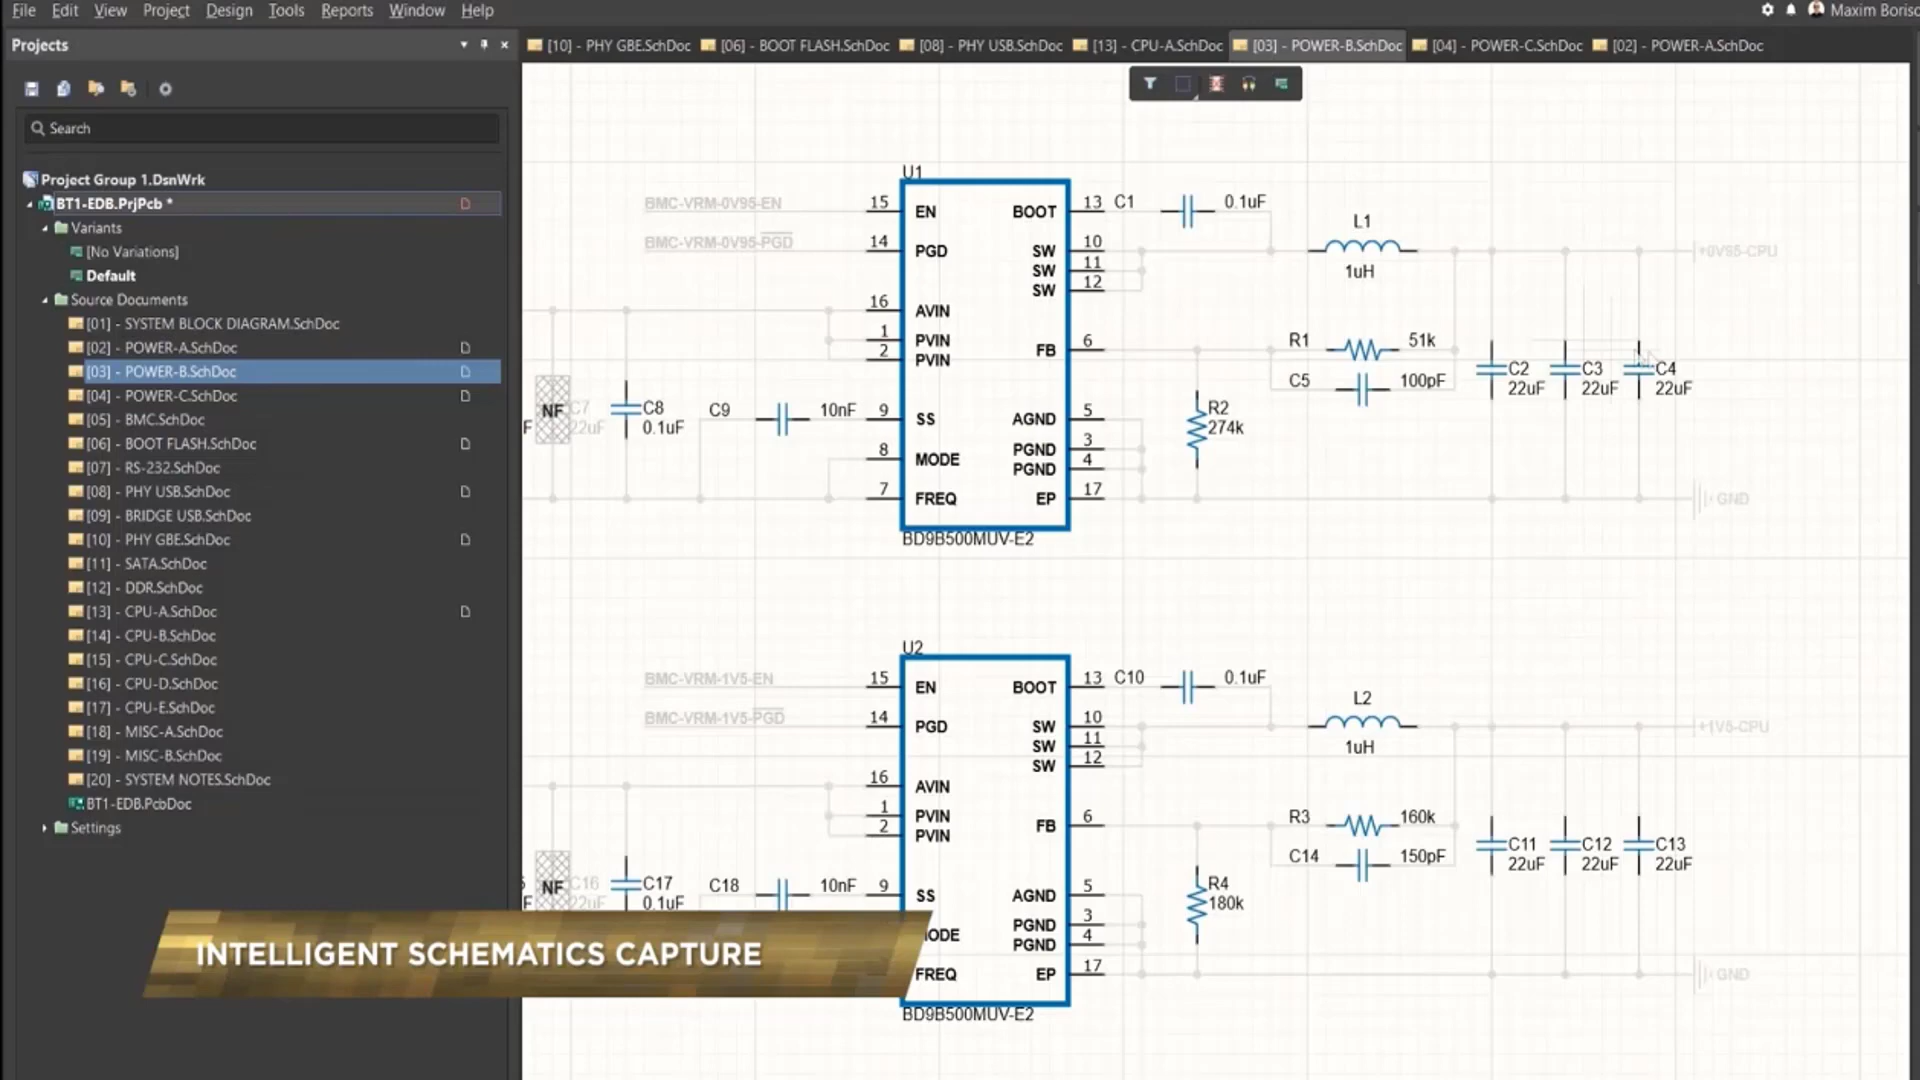 File Edit View Project Design Tools Reports Window Help
Projects
[10] - PHY GBE.SchDoc [06] - BOOT FLASH.SchDoc [08] - PHY USB.SchDoc [13] - CPU-A.SchDoc [03] - POWER-B.SchDoc [04] - POWER-C.SchDoc [02] - POWER-A.SchDoc
Search
Project Group 1.DsnWrk
BT1-EDB.PrjPcb *
Variants
[No Variations]
Default
Source Documents
[01] - SYSTEM BLOCK DIAGRAM.SchDoc
[02] - POWER-A.SchDoc
[03] - POWER-B.SchDoc
[04] - POWER-C.SchDoc
[05] - BMC.SchDoc
[06] - BOOT FLASH.SchDoc
[07] - RS-232.SchDoc
[08] - PHY USB.SchDoc
[09] - BRIDGE USB.SchDoc
[10] - PHY GBE.SchDoc
[11] - SATA.SchDoc
[12] - DDR.SchDoc
[13] - CPU-A.SchDoc
[14] - CPU-B.SchDoc
[15] - CPU-C.SchDoc
[16] - CPU-D.SchDoc
[17] - CPU-E.SchDoc
[18] - MISC-A.SchDoc
[19] - MISC-B.SchDoc
[20] - SYSTEM NOTES.SchDoc
BT1-EDB.PcbDoc
Settings
U1
BMC-VRM-0V95-EN 15 EN BOOT 13 C1 0.1uF
BMC-VRM-0V95-PGD 14 PGD SW 10 L1 +0V95-CPU
SW 11 1uH
SW 12
16 AVIN
1 PVIN
2 PVIN
FB 6 R1 51k
C5 100pF
C2 22uF C3 22uF C4 22uF
NF C7 22uF C8 0.1uF C9 10nF 9 SS AGND 5 R2 274k
8 MODE PGND 3
PGND 4
7 FREQ EP 17 GND
BD9B500MUV-E2
U2
BMC-VRM-1V5-EN 15 EN BOOT 13 C10 0.1uF
BMC-VRM-1V5-PGD 14 PGD SW 10 L2 +1V5-CPU
SW 11 1uH
SW 12
16 AVIN
1 PVIN
2 PVIN
FB 6 R3 160k
C14 150pF
C11 22uF C12 22uF C13 22uF
NF C16 22uF C17 0.1uF C18 10nF 9 SS AGND 5 R4 180k
PGND 3
PGND 4
FREQ EP 17 GND
BD9B500MUV-E2
INTELLIGENT SCHEMATICS CAPTURE